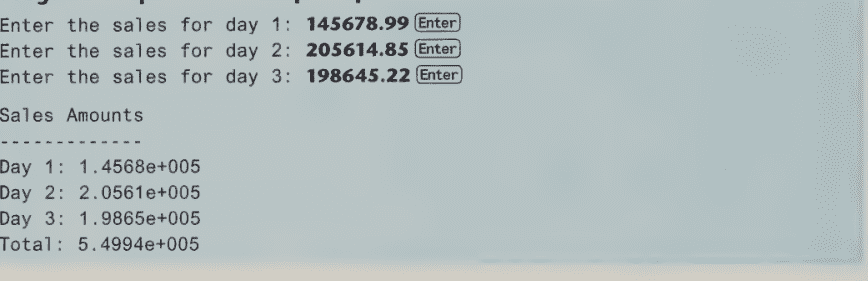 Enter the sales for day 1: 145678.99 Enter
Enter the sales for day 2: 205614.85 Enter
Enter the sales for day 3: 198645.22 Enter
Sales Amounts
-------------
Day 1: 1.4568e+005
Day 2: 2.0561e+005
Day 3: 1.9865e+005
Total: 5.4994e+005